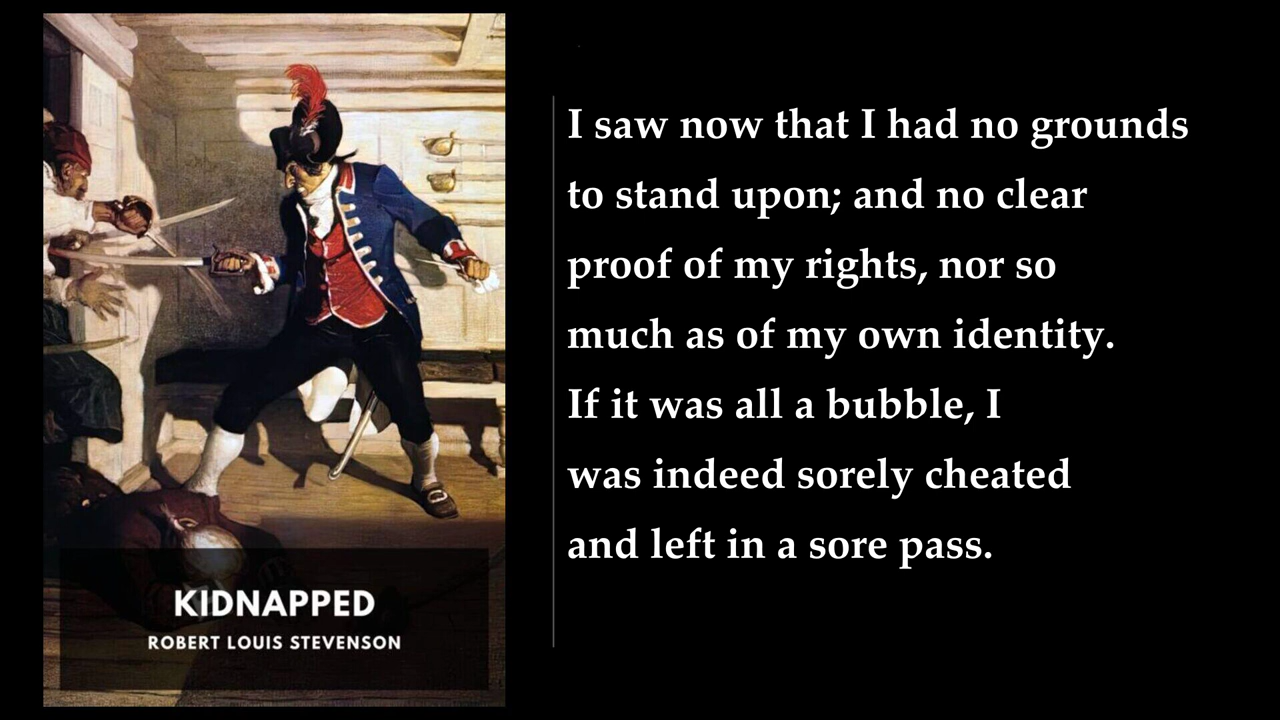 I saw now that I had no grounds
to stand upon; and no clear
proof of my rights, nor so
much as of my own identity.
If it was all a bubble, I
was indeed sorely cheated
and left in a sore pass.
KIDNAPPED
ROBERT LOUIS STEVENSON